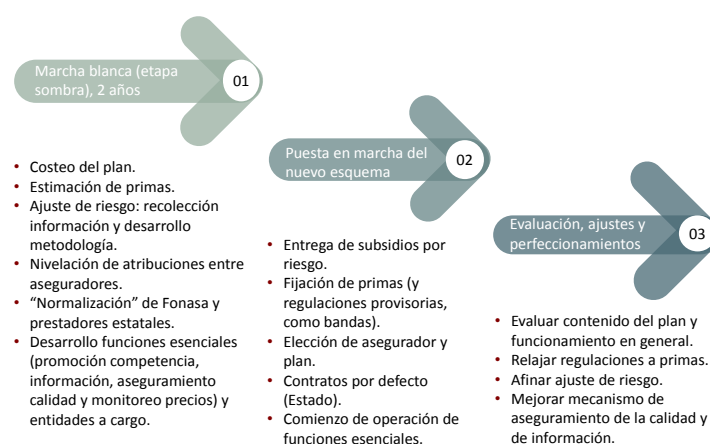 Marcha blanca (etapa
sombra), 2 años
01
• Costeo del plan.
• Estimación de primas.
• Ajuste de riesgo: recolección
información y desarrollo
metodología.
• Nivelación de atribuciones entre
aseguradores.
• “Normalización” de Fonasa y
prestadores estatales.
• Desarrollo funciones esenciales
(promoción competencia,
información, aseguramiento
calidad y monitoreo precios) y
entidades a cargo.
Puesta en marcha del
nuevo esquema
02
• Entrega de subsidios por
riesgo.
• Fijación de primas (y
regulaciones provisorias,
como bandas).
• Elección de asegurador y
plan.
• Contratos por defecto
(Estado).
• Comienzo de operación de
funciones esenciales.
Evaluación, ajustes y
perfeccionamientos
03
• Evaluar contenido del plan y
funcionamiento en general.
• Relajar regulaciones a primas.
• Afinar ajuste de riesgo.
• Mejorar mecanismo de
aseguramiento de la calidad y
de información.